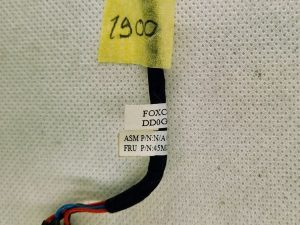 1900
FOXC
DD0G
ASM P/N:N/A
FRU P/N:45M